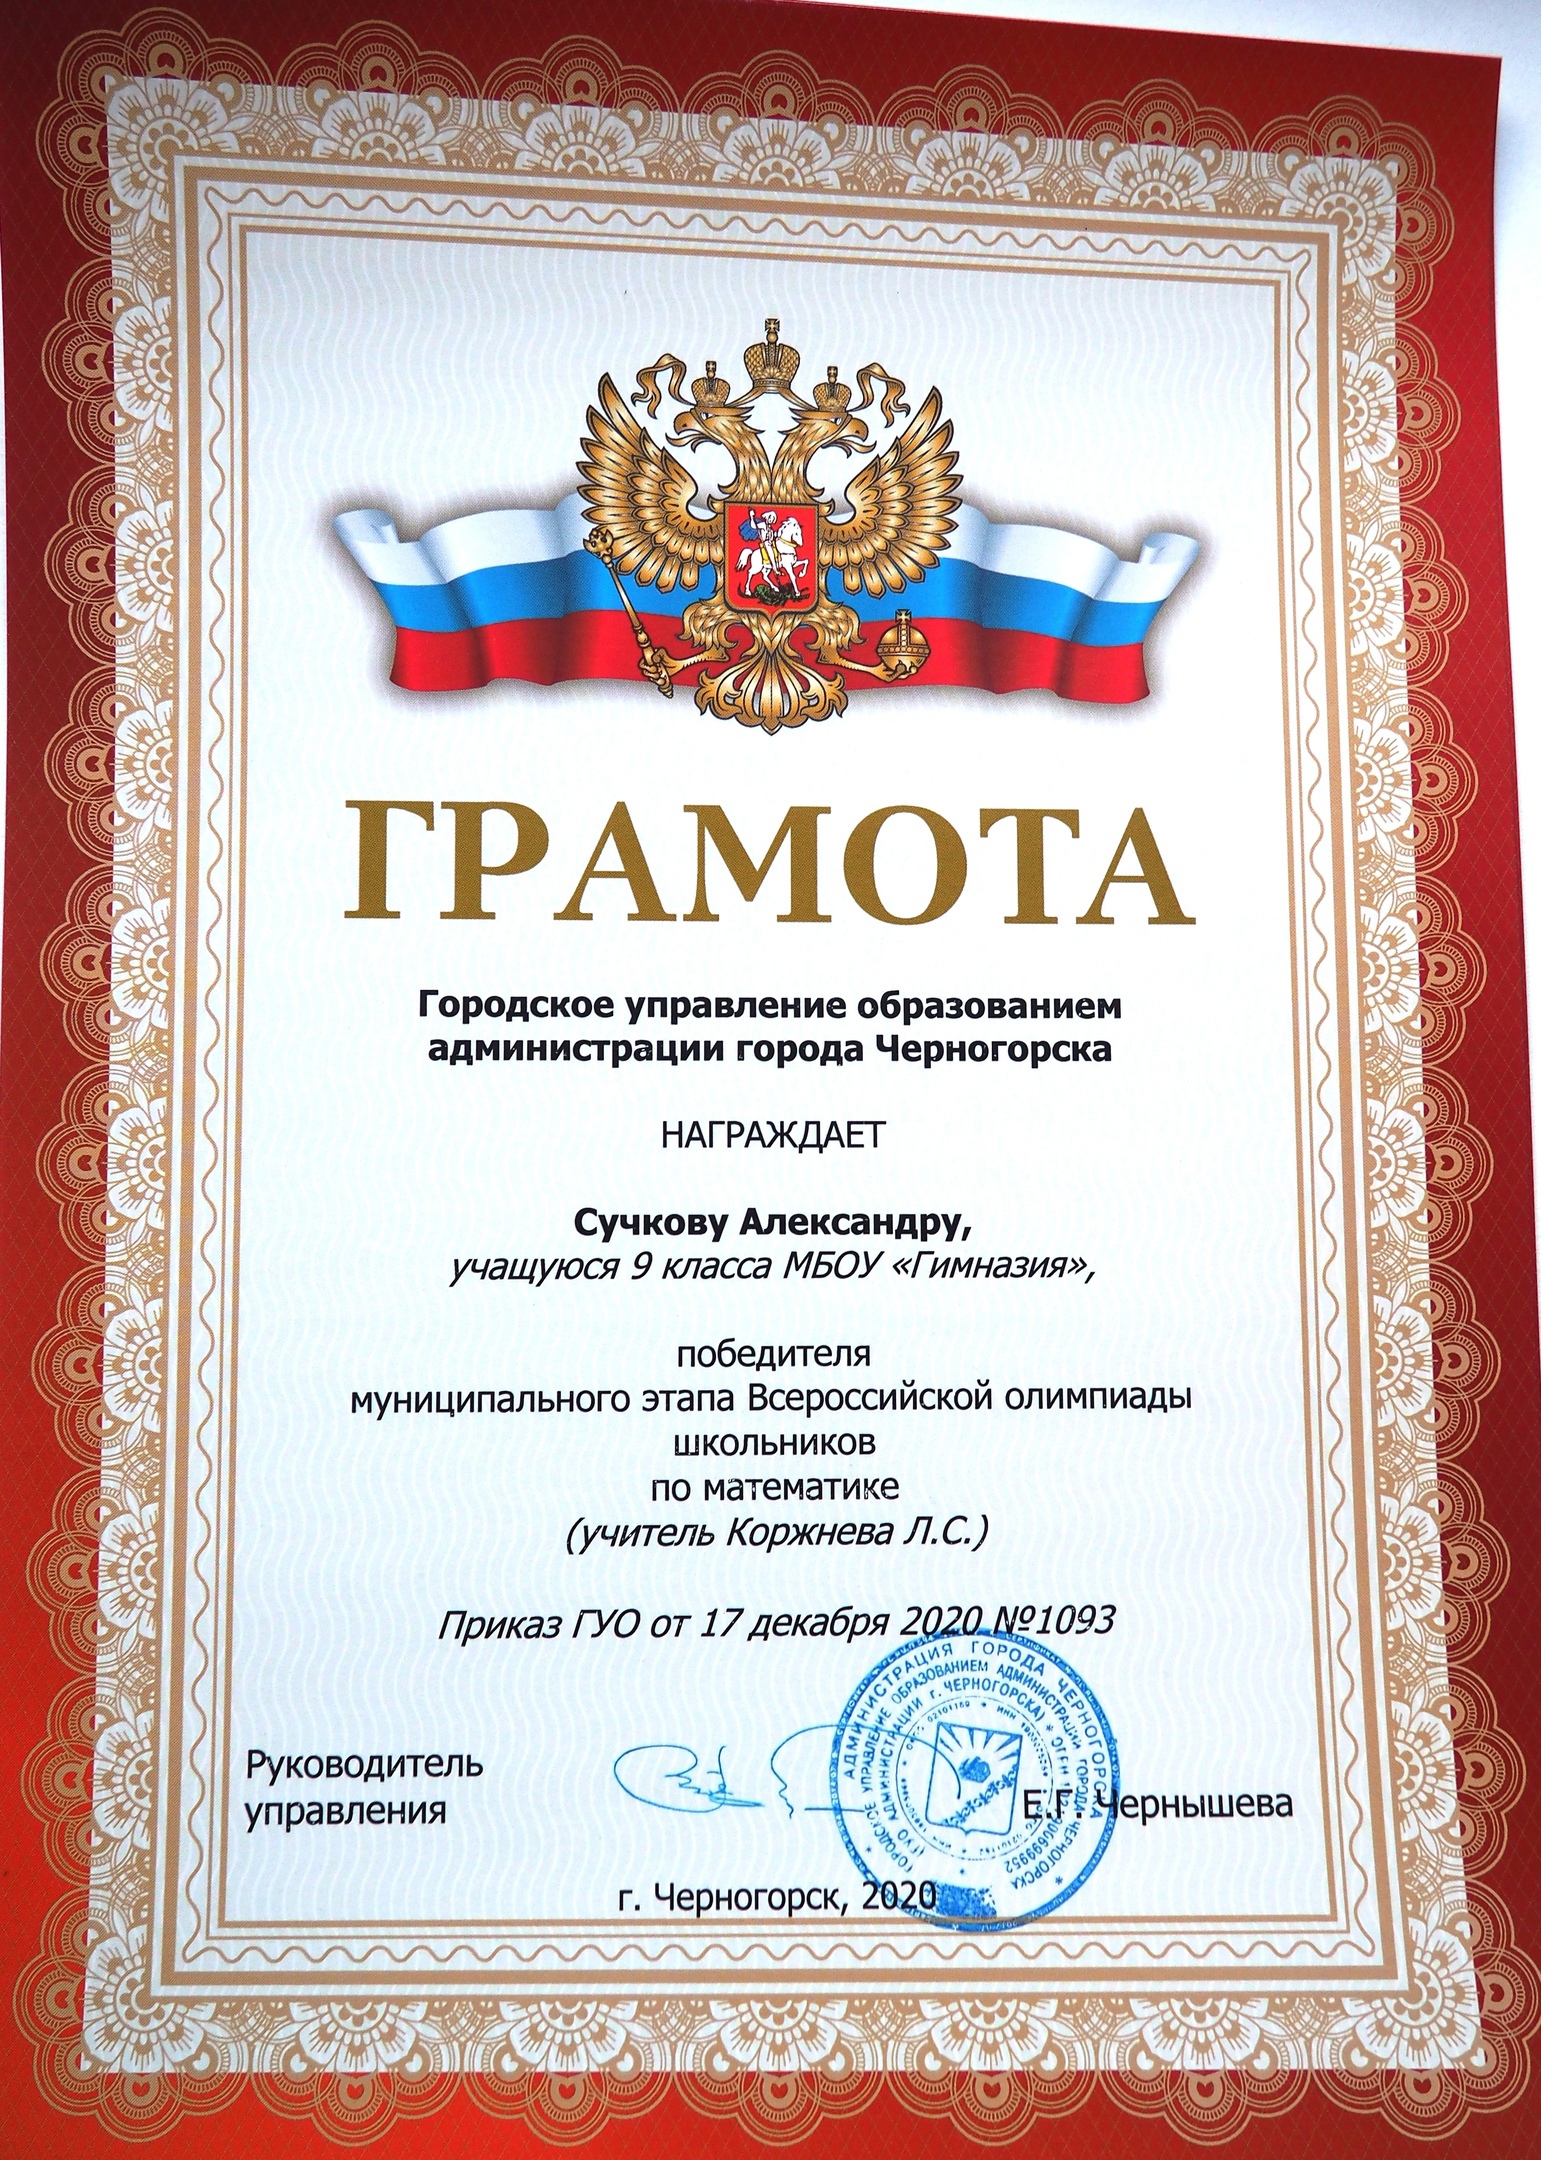 ГРАМОТА
Городское управление образованием
администрации города Черногорска
НАГРАЖДАЕТ
Сучкову Александру,
учащуюся 9 класса МБОУ «Гимназия»,
победителя
муниципального этапа Всероссийской олимпиады
школьников
по математике
(учитель Коржнева Л.С.)
Приказ ГУО от 17 декабря 2020 №1093
АДМИНИСТРАЦИЯ ГОРОДА ЧЕРНОГОРСКА
ГОРОДСКОЕ УПРАВЛЕНИЕ ОБРАЗОВАНИЕМ АДМИНИСТРАЦИИ ГОРОДА ЧЕРНОГОРСКА
(ГУО АДМИНИСТРАЦИИ г. ЧЕРНОГОРСКА) * ОГРН
Руководитель
управления
Е.Г. Чернышева
г. Черногорск, 2020